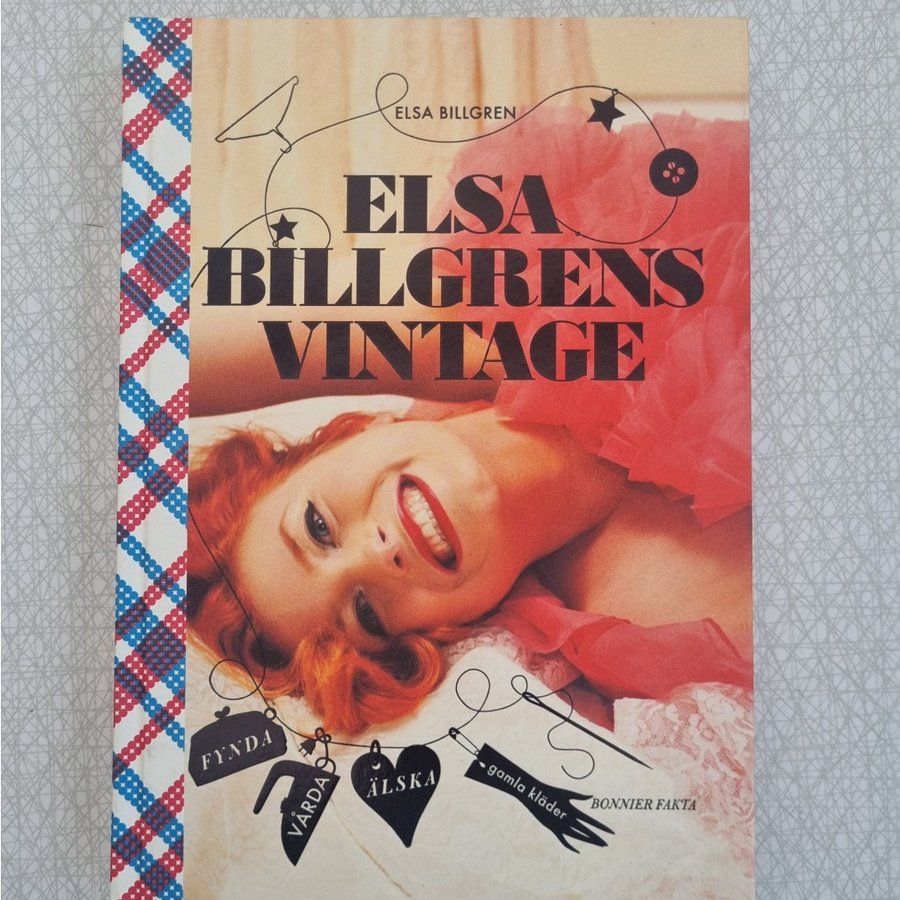 ELSA BILLGREN
ELSA
BILLGRENS
VINTAGE
FYNDA
VÅRDA
ÄLSKA
gamla kläder
BONNIER FAKTA